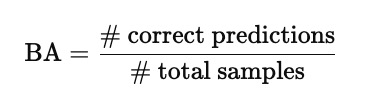 BA = # correct predictions
# total samples